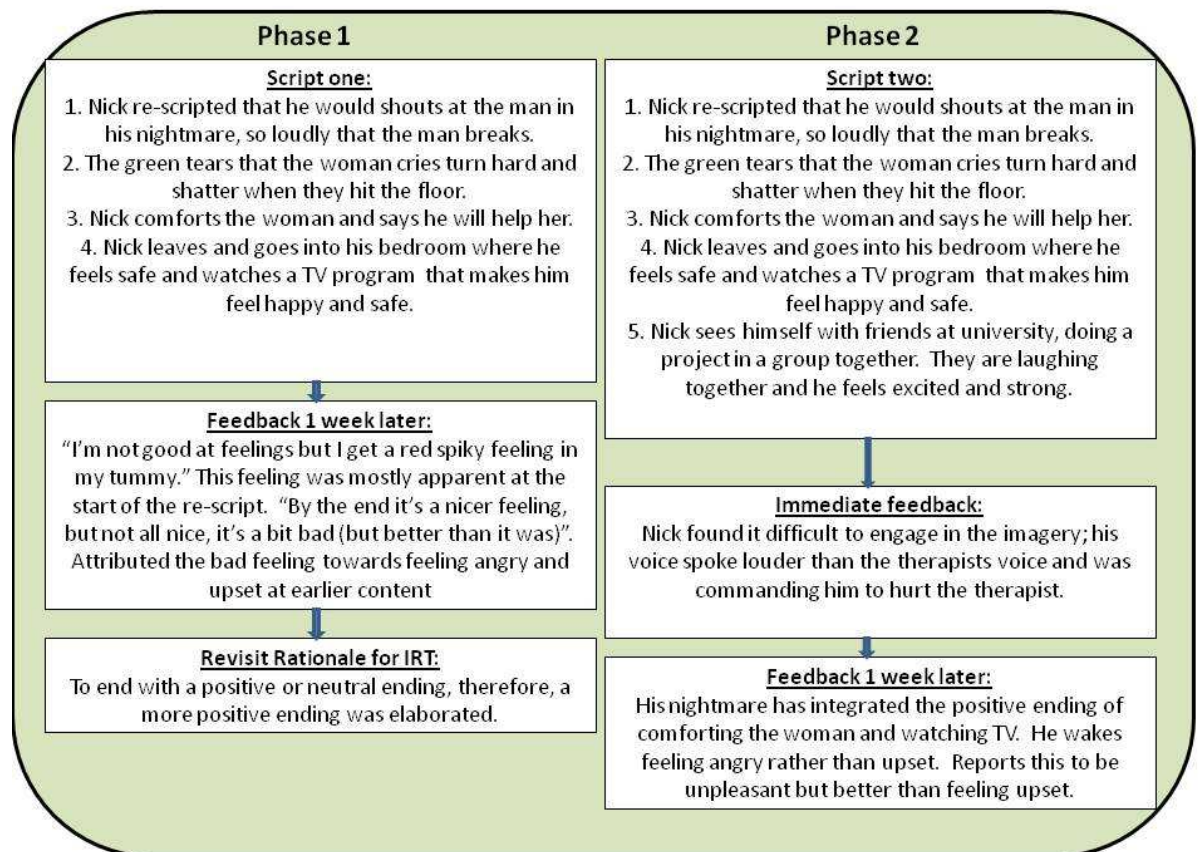 Phase 1
Script one:
1. Nick re-scripted that he would shouts at the man in
his nightmare, so loudly that the man breaks.
2. The green tears that the woman cries turn hard and
shatter when they hit the floor.
3. Nick comforts the woman and says he will help her.
4. Nick leaves and goes into his bedroom where he
feels safe and watches a TV program that makes him
feel happy and safe.
Feedback 1 week later:
“I’m not good at feelings but I get a red spiky feeling in
my tummy.” This feeling was mostly apparent at the
start of the re-script. “By the end it’s a nicer feeling,
but not all nice, it’s a bit bad (but better than it was)”.
Attributed the bad feeling towards feeling angry and
upset at earlier content
Revisit Rationale for IRT:
To end with a positive or neutral ending, therefore, a
more positive ending was elaborated.
Phase 2
Script two:
1. Nick re-scripted that he would shouts at the man in
his nightmare, so loudly that the man breaks.
2. The green tears that the woman cries turn hard and
shatter when they hit the floor.
3. Nick comforts the woman and says he will help her.
4. Nick leaves and goes into his bedroom where he
feels safe and watches a TV program that makes him
feel happy and safe.
5. Nick sees himself with friends at university, doing a
project in a group together. They are laughing
together and he feels excited and strong.
Immediate feedback:
Nick found it difficult to engage in the imagery; his
voice spoke louder than the therapists voice and was
commanding him to hurt the therapist.
Feedback 1 week later:
His nightmare has integrated the positive ending of
comforting the woman and watching TV. He wakes
feeling angry rather than upset. Reports this to be
unpleasant but better than feeling upset.